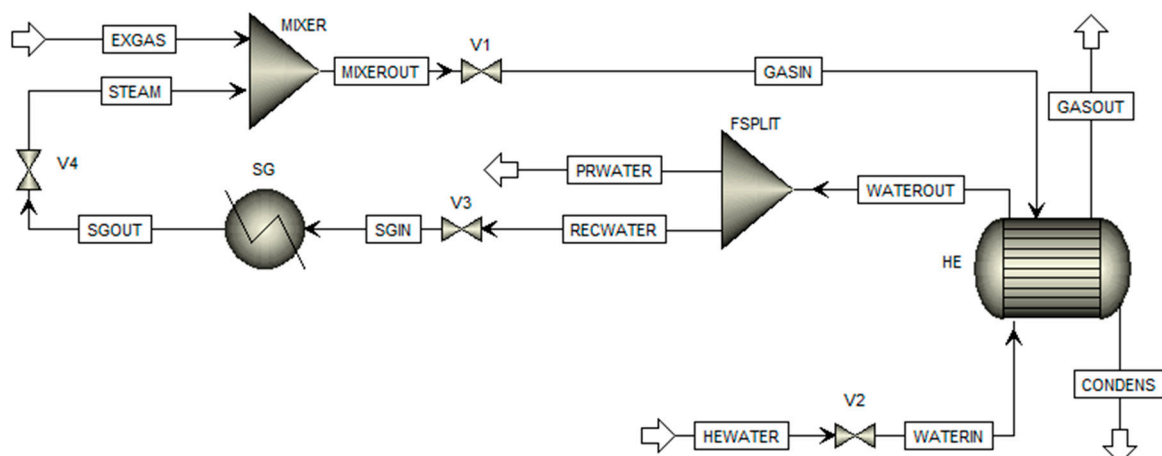 MIXER
EXGAS
V1
MIXEROUT
GASIN
STEAM
GASOUT
FSPLIT
V4
SG
PRWATER
WATEROUT
V3
SGOUT
SGIN
RECWATER
HE
CONDENS
V2
HEWATER
WATERIN